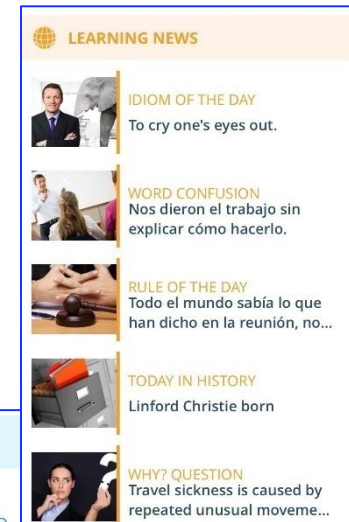 LEARNING NEWS
IDIOM OF THE DAY
To cry one's eyes out.
WORD CONFUSION
Nos dieron el trabajo sin
explicar cómo hacerlo.
RULE OF THE DAY
Todo el mundo sabía lo que
han dicho en la reunión, no...
TODAY IN HISTORY
Linford Christie born
WHY? QUESTION
Travel sickness is caused by
repeated unusual moveme...